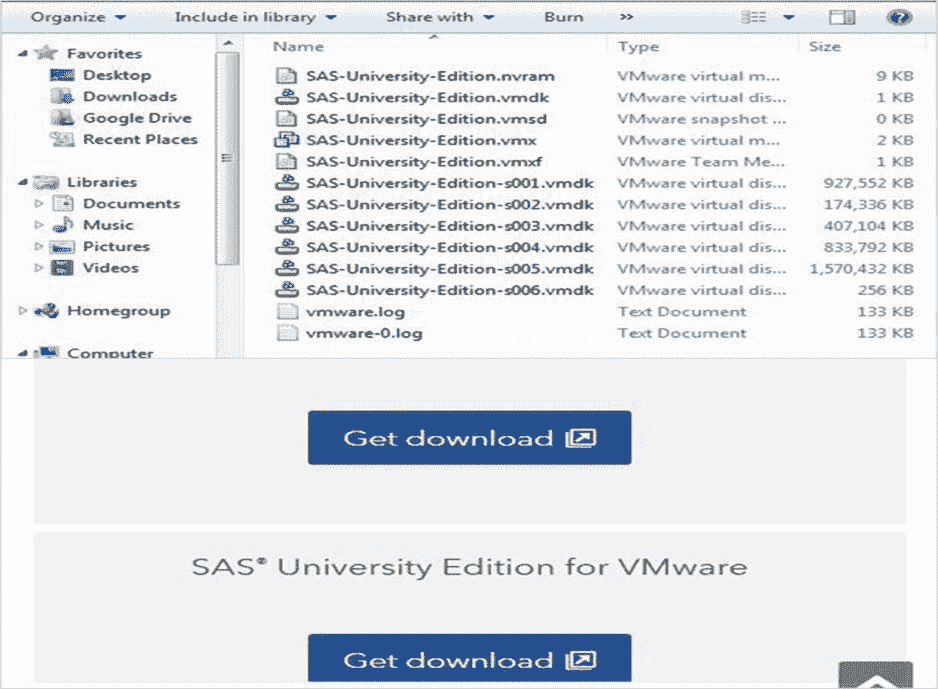 Organize Include in library Share with Burn »
Favorites
Desktop
Downloads
Google Drive
Recent Places
Libraries
Documents
Music
Pictures
Videos
Homegroup
Computer
Name Type Size
SAS-University-Edition.nvram VMware virtual m... 9 KB
SAS-University-Edition.vmdk VMware virtual dis... 1 KB
SAS-University-Edition.vmsd VMware snapshot ... 0 KB
SAS-University-Edition.vmx VMware virtual m... 2 KB
SAS-University-Edition.vmxf VMware Team Me... 1 KB
SAS-University-Edition-s001.vmdk VMware virtual dis... 927,552 KB
SAS-University-Edition-s002.vmdk VMware virtual dis... 174,336 KB
SAS-University-Edition-s003.vmdk VMware virtual dis... 407,104 KB
SAS-University-Edition-s004.vmdk VMware virtual dis... 833,792 KB
SAS-University-Edition-s005.vmdk VMware virtual dis... 1,570,432 KB
SAS-University-Edition-s006.vmdk VMware virtual dis... 256 KB
vmware.log Text Document 133 KB
vmware-0.log Text Document 133 KB
Get download
SAS® University Edition for VMware
Get download